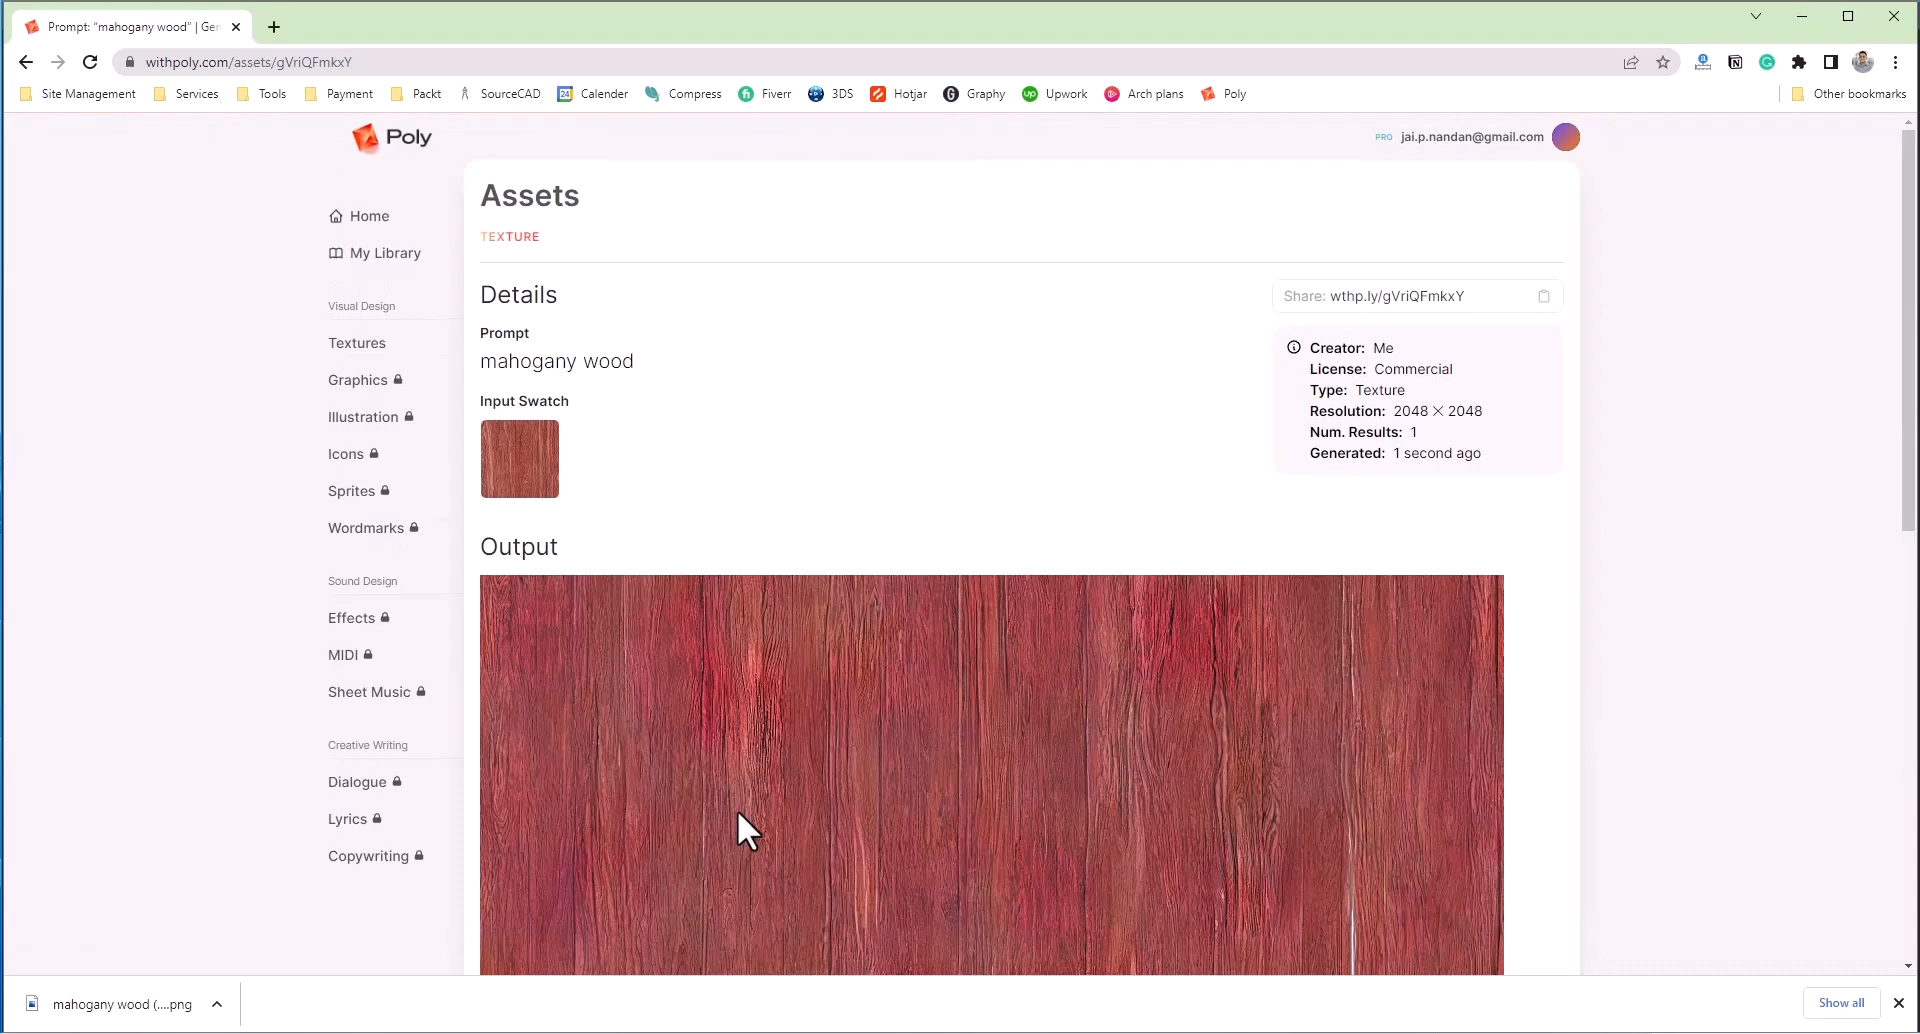 Prompt: "mahogany wood" | Gen
withpoly.com/assets/gVriQFmkxY
Site Management
Services
Tools
Payment
Packt
SourceCAD
24
Calender
Compress
fi
Fiverr
3DS
Hotjar
G
Graphy
up
Upwork
Arch plans
Poly
Other bookmarks
Poly
PRO
jai.p.nandan@gmail.com
Assets
TEXTURE
Home
My Library
Visual Design
Textures
Graphics
Illustration
Icons
Sprites
Wordmarks
Sound Design
Effects
MIDI
Sheet Music
Creative Writing
Dialogue
Lyrics
Copywriting
Details
Prompt
mahogany wood
Input Swatch
Output
Share: wthp.ly/gVriQFmkxY
Creator: Me
License: Commercial
Type: Texture
Resolution: 2048 × 2048
Num. Results: 1
Generated: 1 second ago
mahogany wood (....png
Show all